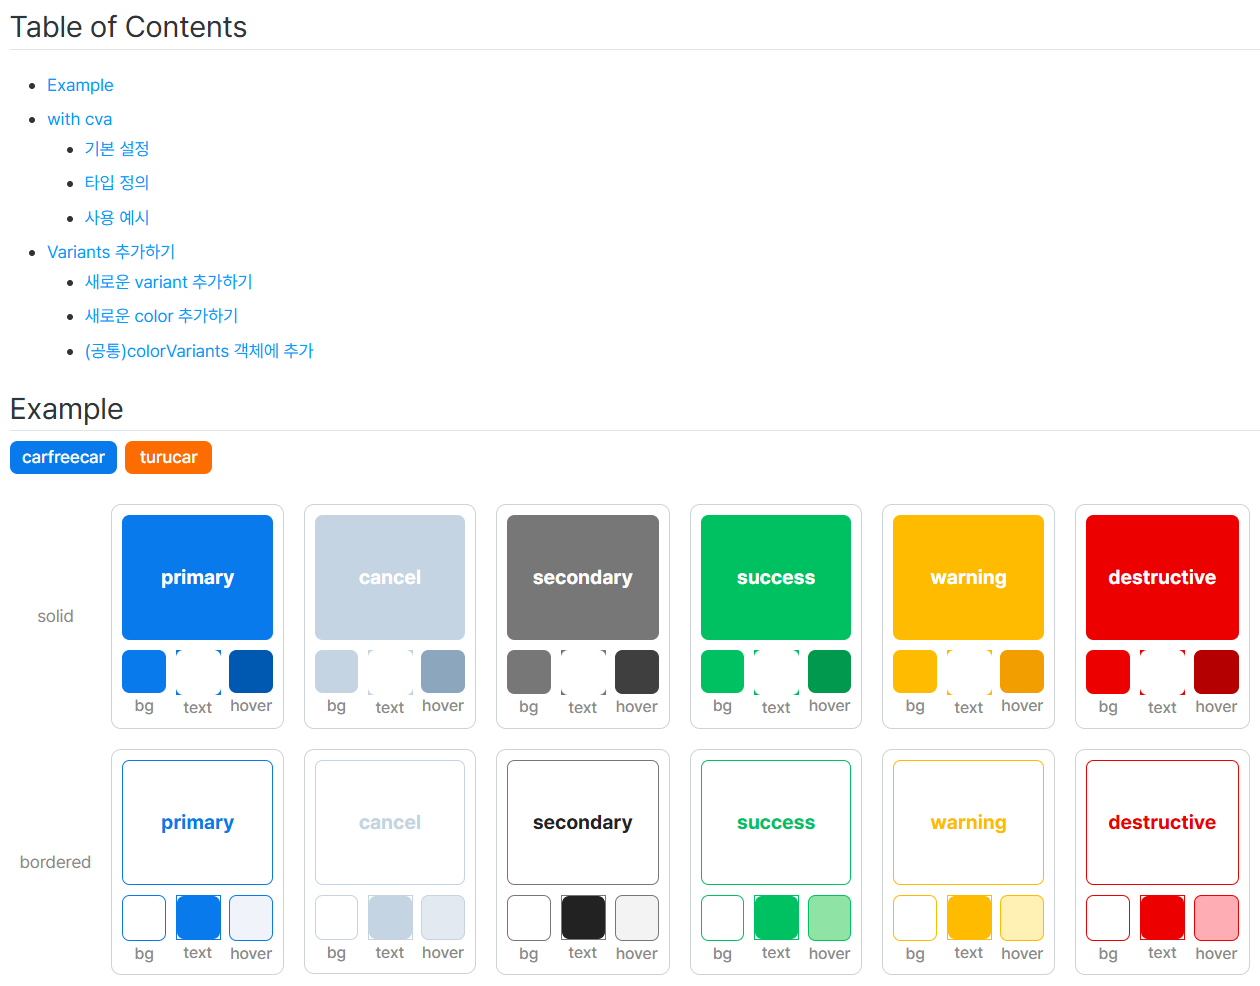 Table of Contents
Example
with cva
기본 설정
타입 정의
사용 예시
Variants 추가하기
새로운 variant 추가하기
새로운 color 추가하기
(공통)colorVariants 객체에 추가
Example
carfreecar turucar
solid
primary cancel secondary success warning destructive
bg text hover bg text hover bg text hover bg text hover bg text hover bg text hover
bordered
primary cancel secondary success warning destructive
bg text hover bg text hover bg text hover bg text hover bg text hover bg text hover